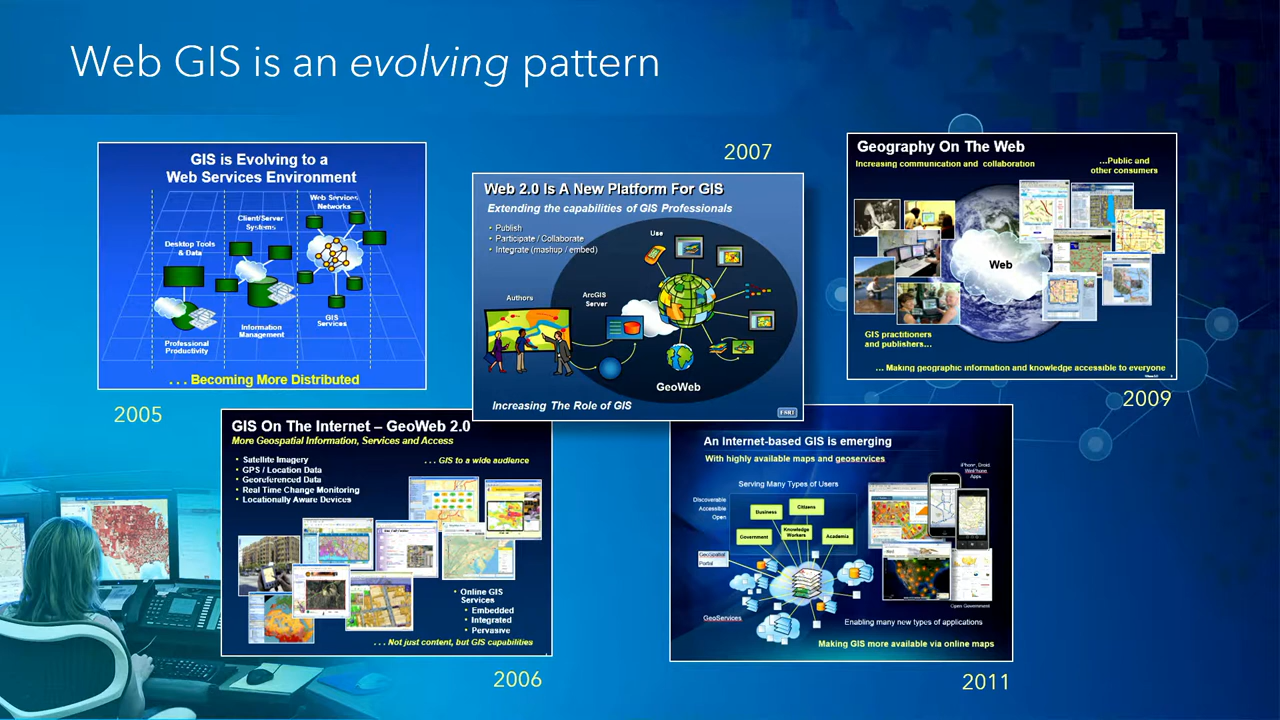 Web GIS is an evolving pattern
GIS is Evolving to a
Web Services Environment
Web Services
Networks
Client/Server
Systems
Desktop Tools
& Data
GIS
Services
Information
Management
Professional
Productivity
. . . Becoming More Distributed
2005
2007
Web 2.0 Is A New Platform For GIS
Extending the capabilities of GIS Professionals
• Publish
• Participate / Collaborate
• Integrate (mashup / embed)
Use
Authors
ArcGIS
Server
GeoWeb
Increasing The Role of GIS
ESRI
Geography On The Web
Increasing communication and collaboration
...Public and
other consumers
Web
GIS practitioners
and publishers...
... Making geographic information and knowledge accessible to everyone
2009
GIS On The Internet – GeoWeb 2.0
More Geospatial Information, Services and Access
• Satellite Imagery
• GPS / Location Data
• Georeferenced Data
• Real Time Change Monitoring
• Locationally Aware Devices
. . . GIS to a wide audience
• Online GIS
Services
• Embedded
• Integrated
• Pervasive
. . . Not just content, but GIS capabilities
2006
An Internet-based GIS is emerging
With highly available maps and geoservices
Serving Many Types of Users
Discoverable
Accessible
Open
Business
Citizens
Government
Knowledge
Workers
Academia
GeoSpatial
Portal
GeoServices
iPhone, Droid
WinPhone
Apps
Open Government
Enabling many new types of applications
Making GIS more available via online maps
2011